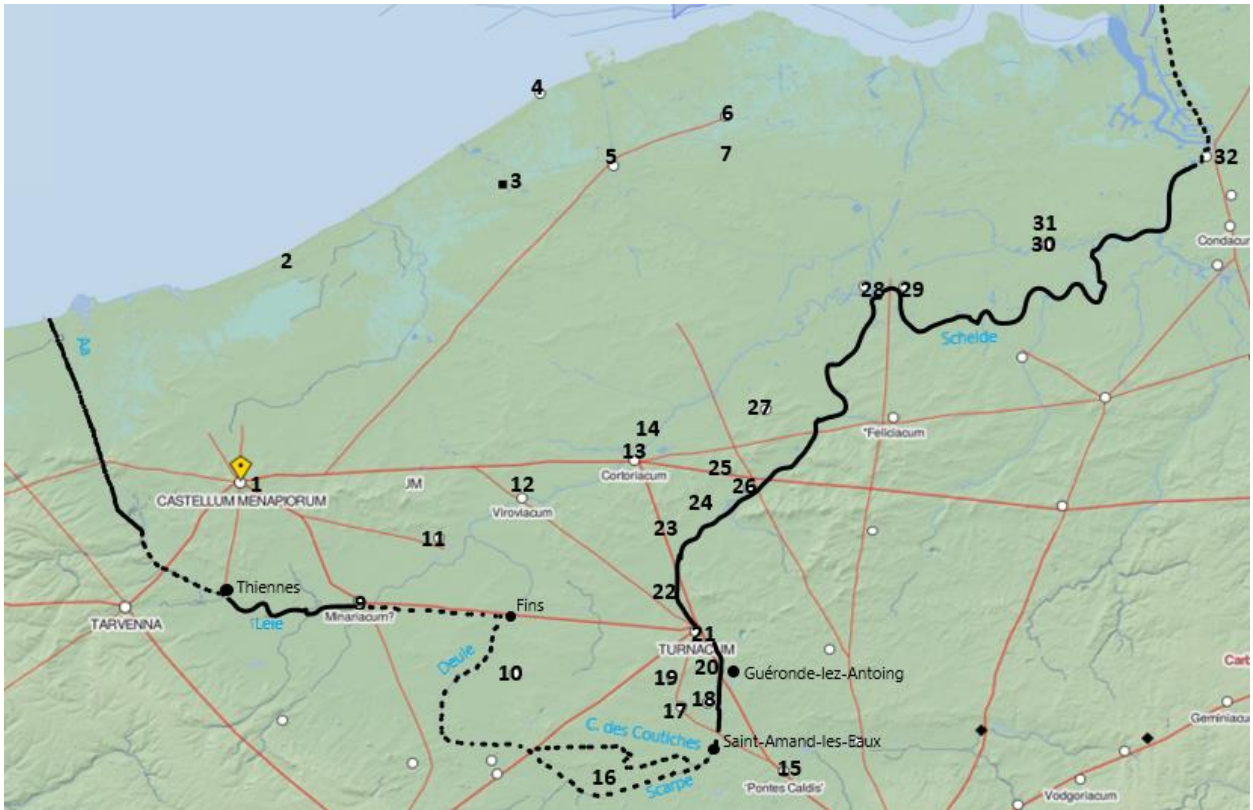 4
6
5
7
3
32
31
30
Condacum
2
28
29
Schelde
Aa
27
*Feliciacum
14
13
Cortoriacum
25
1
CASTELLUM MENAPIORUM
JM
12
26
Viroviacum
24
23
11
Thiennes
22
9
Minariacum?
Fins
TARVENNA
Leie
21
TURNACUM
Deule
10
20
19
Guéronde-lez-Antoing
Carb
18
17
Geminiacum
C. des Coutiches
Saint-Amand-les-Eaux
16
15
Scarpe
'Pontes Caldis'
Vodgoriacum